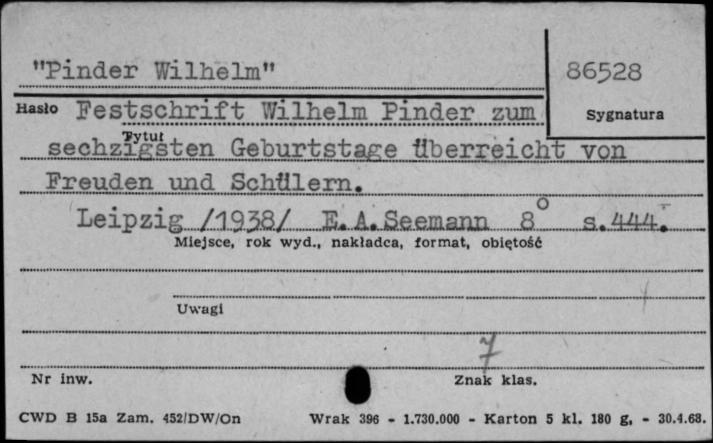 "Pinder Wilhelm" 86528
Hasło Festschrift Wilhelm Pinder zum Sygnatura
Tytuł
sechzigsten Geburtstage überreicht von
Freuden und Schülern.
Leipzig /1938/ E.A.Seemann 8° s.444.
Miejsce, rok wyd., nakładca, format, objętość
Uwagi
7
Nr inw. Znak klas.
CWD B 15a Zam. 452/DW/On Wrak 396 - 1.730.000 - Karton 5 kl. 180 g. - 30.4.68.